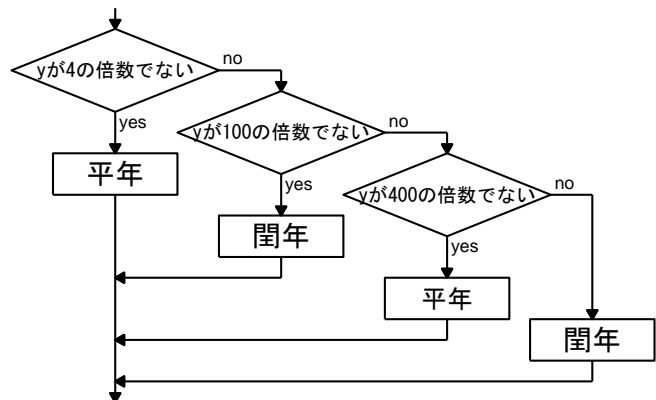 yが4の倍数でない
no
yes
yが100の倍数でない
no
平年
yes
yが400の倍数でない
no
閏年
yes
平年
閏年